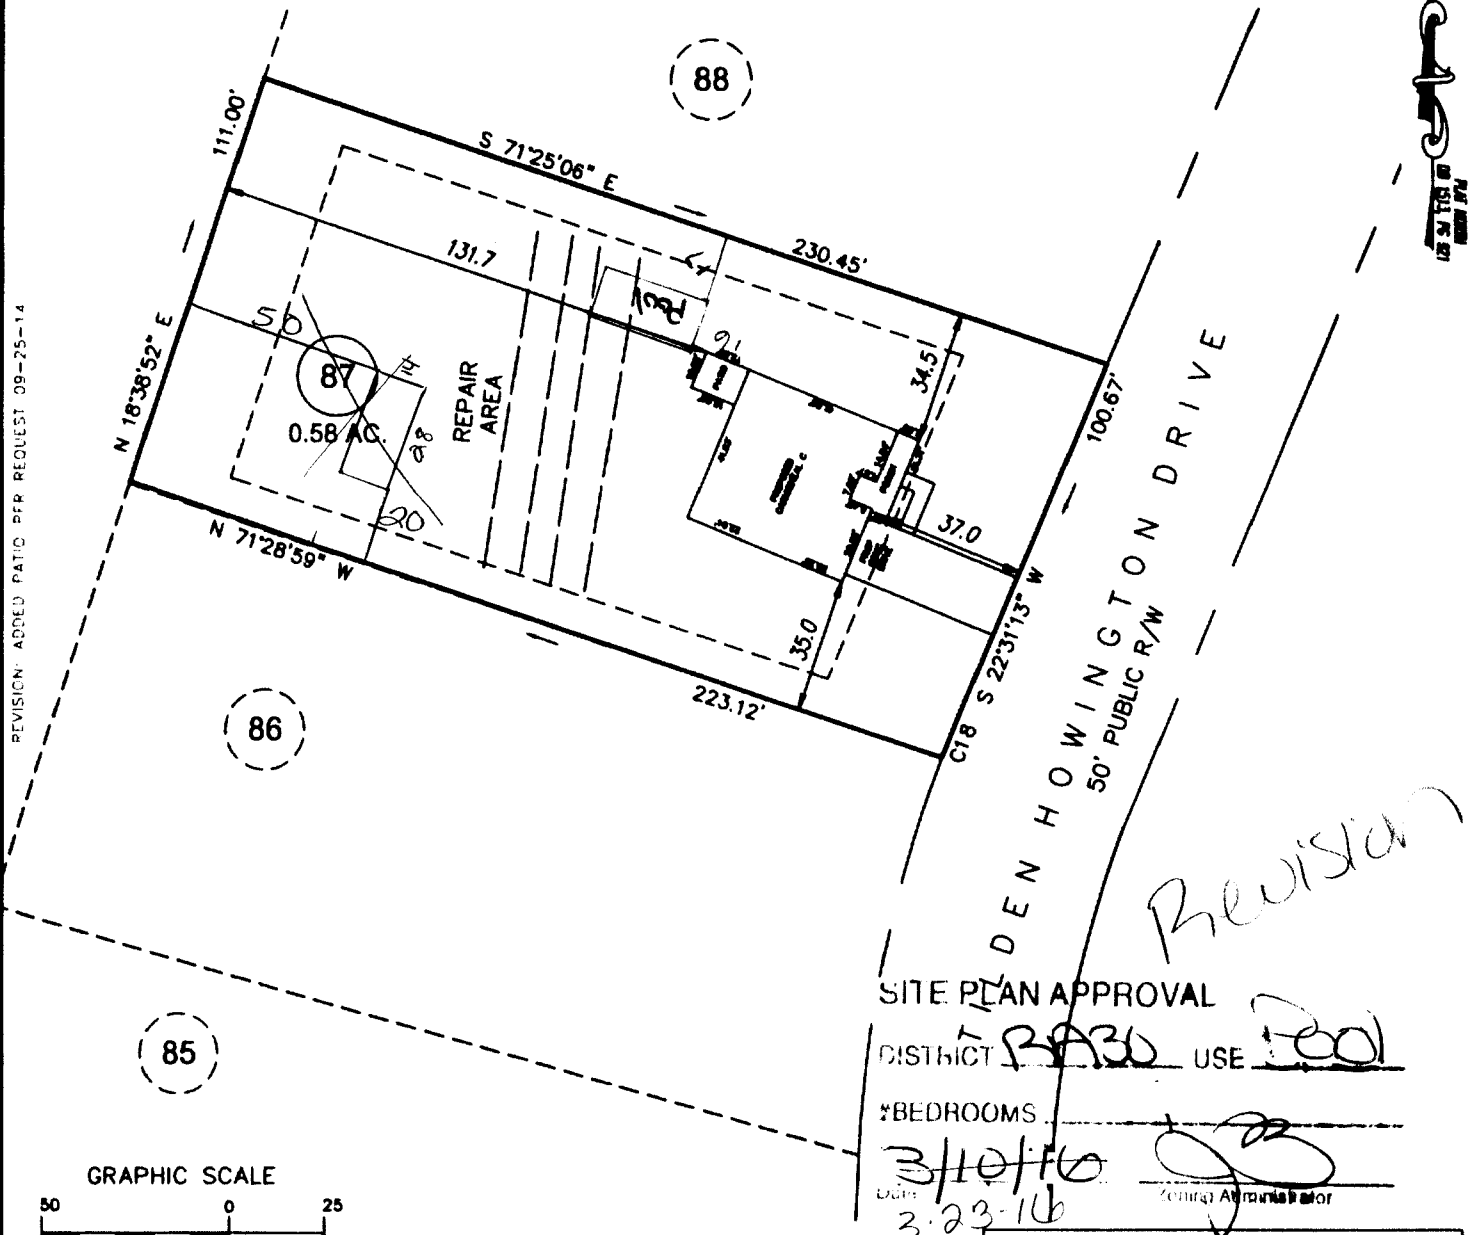 88
111.00'
S 71°25'06" E
230.45'
131.7
PLAT NORTH
REVISION: ADDED PATIO PER REQUEST 09-25-14
N 18°38'52" E
50
87
0.58 AC.
14
28
20
REPAIR
AREA
34.5
100.67'
37.0
35.0
N 71°28'59" W
223.12'
S 22°31'13" W
C18
TILDEN HOWINGTON DRIVE
50' PUBLIC R/W
86
85
Revision
SITE PLAN APPROVAL
DISTRICT RA30 USE Pool
#BEDROOMS
3/10/16
Date
Zoning Administrator
3-23-16
GRAPHIC SCALE
50 0 25